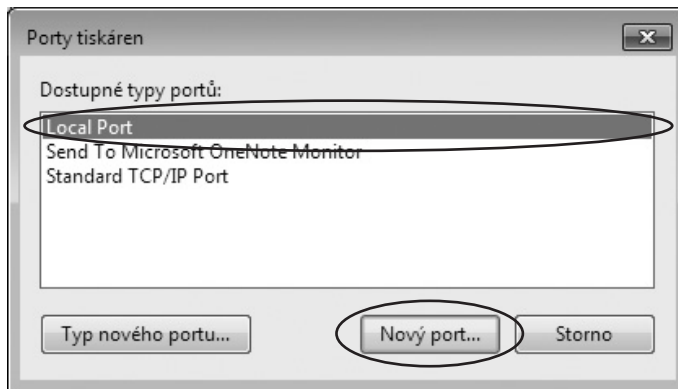 Porty tiskáren
Dostupné typy portů:
Local Port
Send To Microsoft OneNote Monitor
Standard TCP/IP Port
Typ nového portu...
Nový port...
Storno